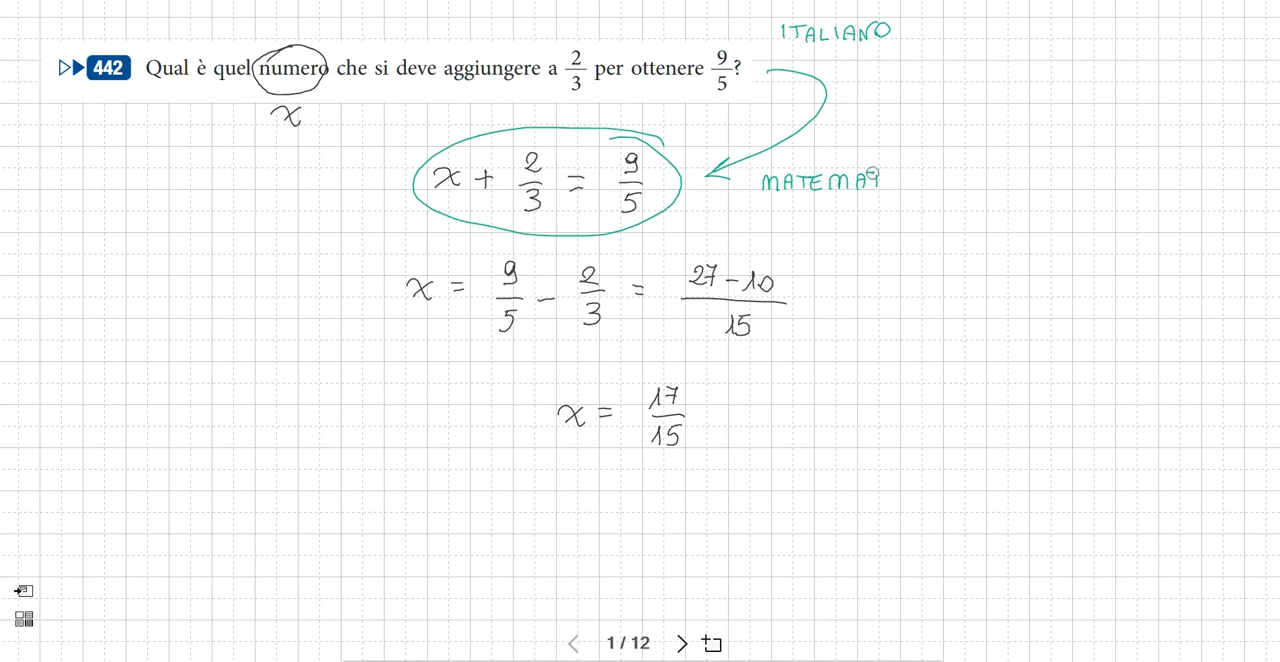 ITALIANO
442 Qual è quel numero che si deve aggiungere a 2/3 per ottenere 9/5?
x
x + 2/3 = 9/5
MATEMAT
x = 9/5 - 2/3 = 27-10/15
x = 17/15
1 / 12